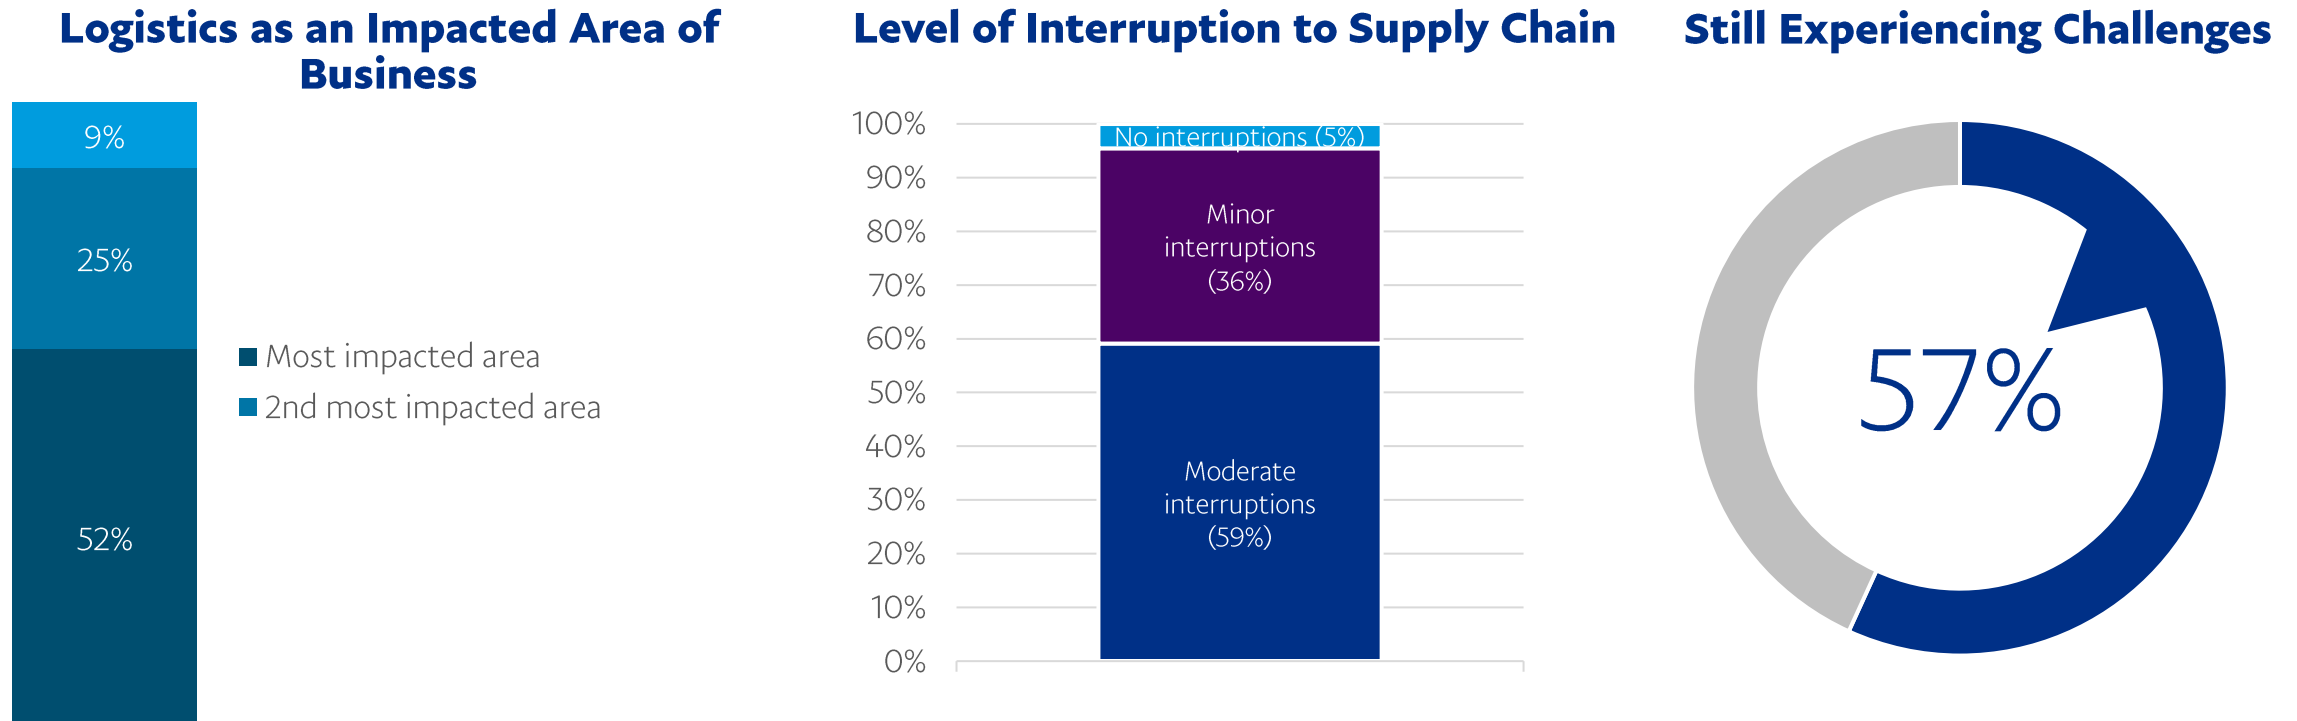 Logistics as an Impacted Area of
Business
9%
25%
52%
Most impacted area
2nd most impacted area
Level of Interruption to Supply Chain
100%
90%
80%
70%
60%
50%
40%
30%
20%
10%
0%
No interruptions (5%)
Minor
interruptions
(36%)
Moderate
interruptions
(59%)
Still Experiencing Challenges
57%